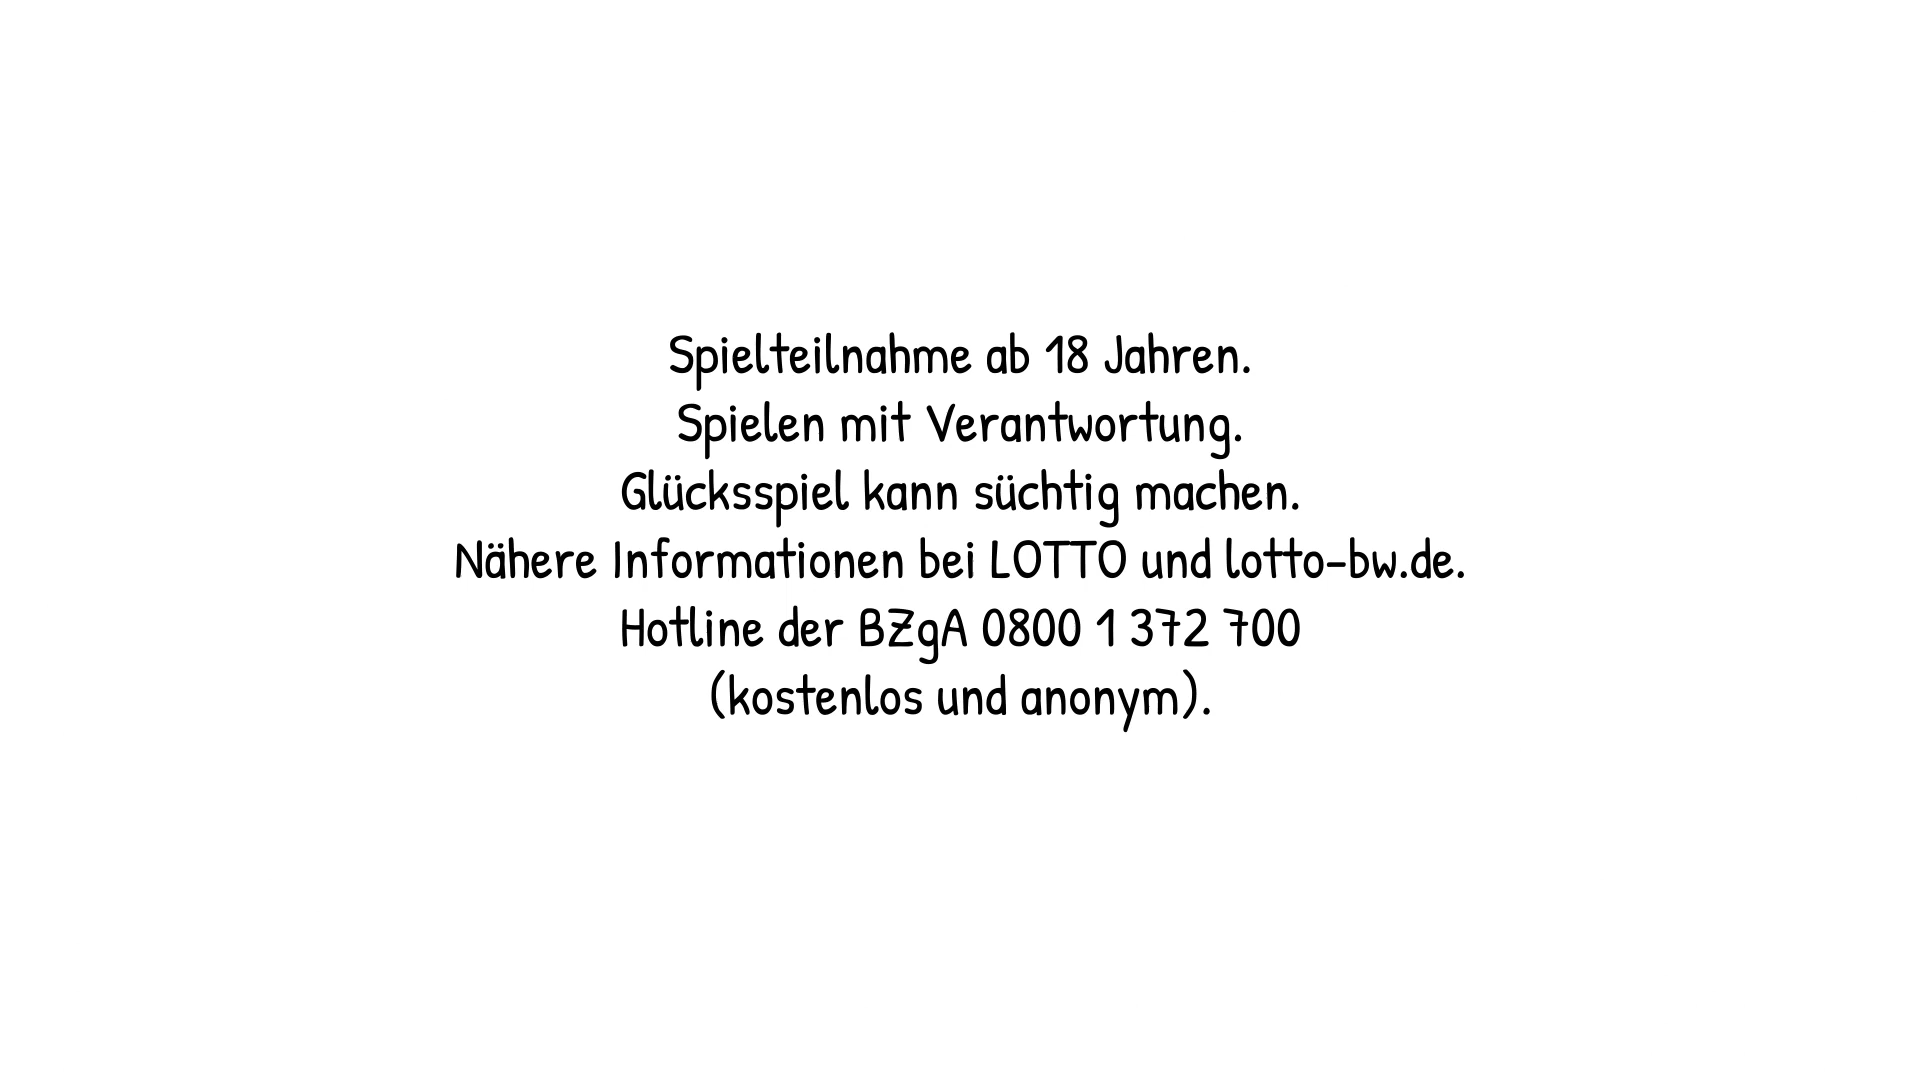 Spielteilnahme ab 18 Jahren.
Spielen mit Verantwortung.
Glücksspiel kann süchtig machen.
Nähere Informationen bei LOTTO und lotto-bw.de.
Hotline der BZgA 0800 1 372 700
(kostenlos und anonym).